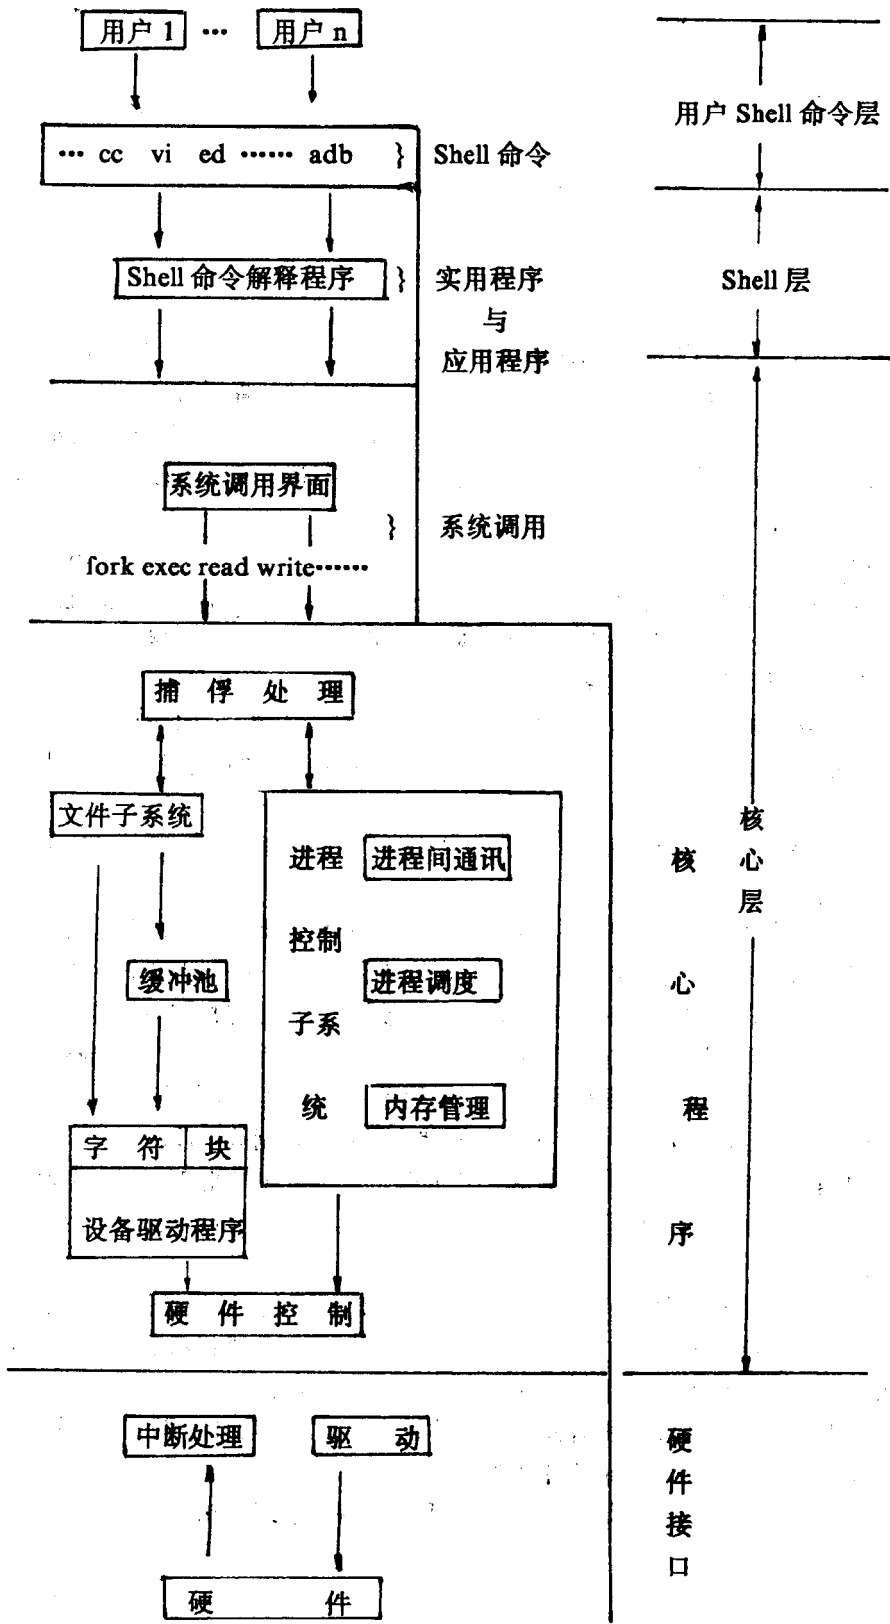 用户 1 … 用户 n
用户 Shell 命令层
… cc vi ed …… adb } Shell 命令
Shell 命令解释程序 } 实用程序
与
应用程序
Shell 层
系统调用界面
} 系统调用
fork exec read write……
捕俘处理
文件子系统
进程 进程间通讯
控制
进程调度
子系
统 内存管理
缓冲池
字符 块
设备驱动程序
硬件控制
核心程序
核心层
中断处理 驱动
硬件
硬件接口